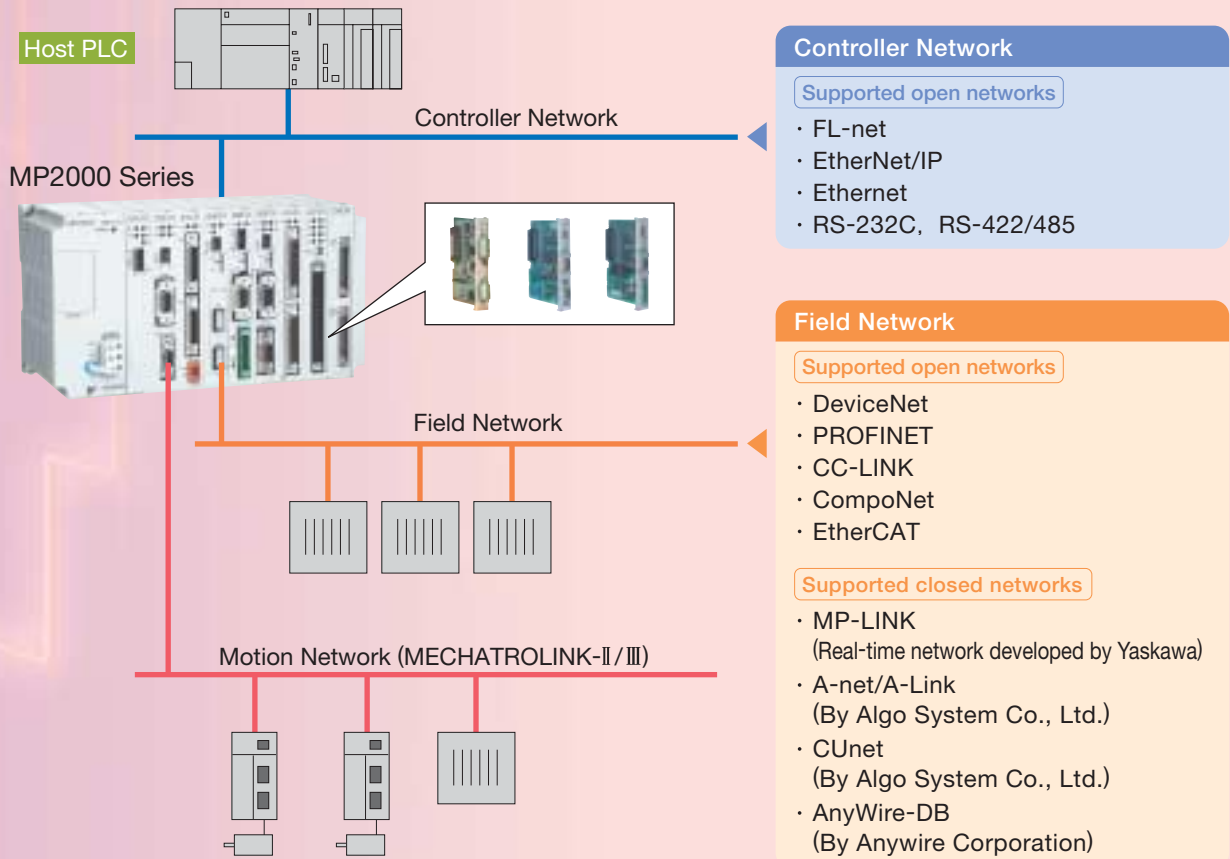 Host PLC
Controller Network
MP2000 Series
Field Network
Motion Network (MECHATROLINK-Ⅱ/Ⅲ)
Controller Network
Supported open networks
・FL-net
・EtherNet/IP
・Ethernet
・RS-232C, RS-422/485
Field Network
Supported open networks
・DeviceNet
・PROFINET
・CC-LINK
・CompoNet
・EtherCAT
Supported closed networks
・MP-LINK
(Real-time network developed by Yaskawa)
・A-net/A-Link
(By Algo System Co., Ltd.)
・CUnet
(By Algo System Co., Ltd.)
・AnyWire-DB
(By Anywire Corporation)